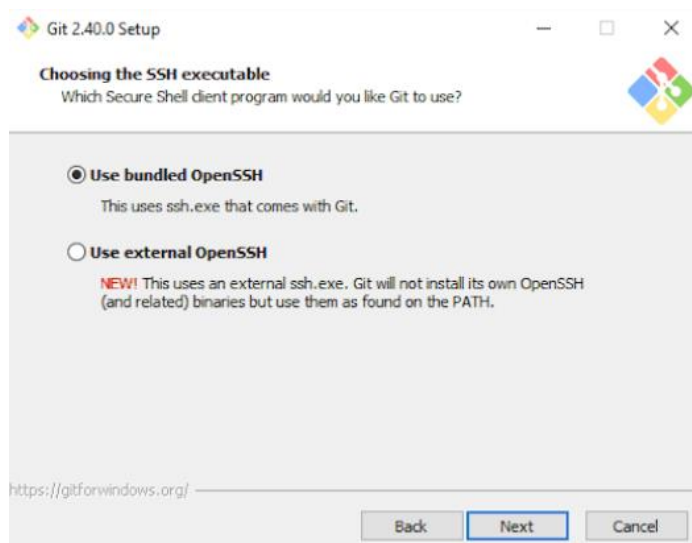 Git 2.40.0 Setup
Choosing the SSH executable
Which Secure Shell client program would you like Git to use?
Use bundled OpenSSH
This uses ssh.exe that comes with Git.
Use external OpenSSH
NEW! This uses an external ssh.exe. Git will not install its own OpenSSH
(and related) binaries but use them as found on the PATH.
https://gitforwindows.org/
Back Next Cancel